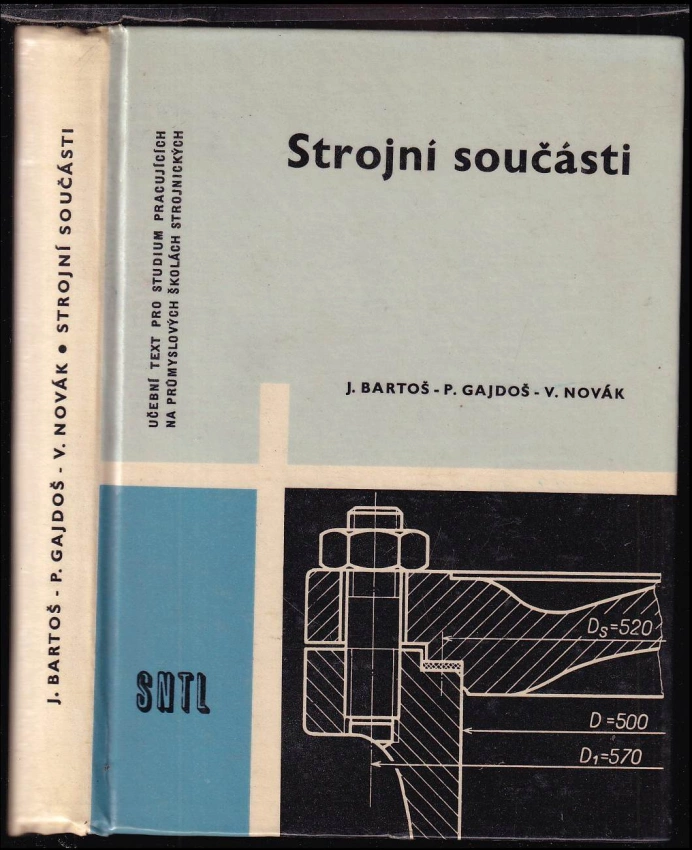 J. BARTOŠ - P. GAJDOŠ - V. NOVÁK • STROJNÍ SOUČÁSTI
UČEBNÍ TEXT PRO STUDIUM PRACUJÍCÍCH
NA PRŮMYSLOVÝCH ŠKOLÁCH STROJNICKÝCH
Strojní součásti
J. BARTOŠ - P. GAJDOŠ - V. NOVÁK
SNTL
Ds=520
D=500
D1=570